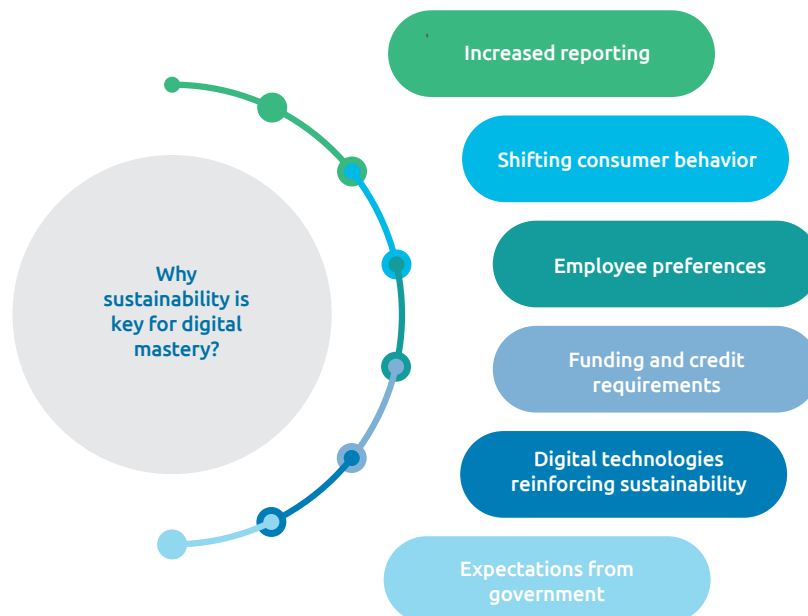 Why
sustainability is
key for digital
mastery?
Increased reporting
Shifting consumer behavior
Employee preferences
Funding and credit
requirements
Digital technologies
reinforcing sustainability
Expectations from
government